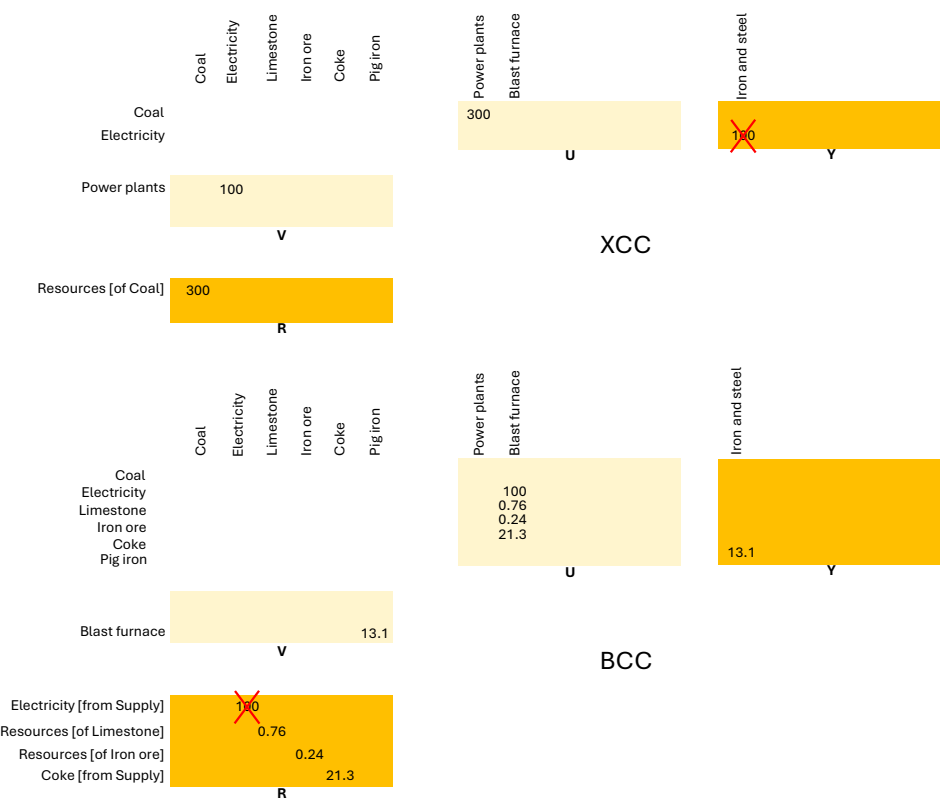 Coal Electricity Limestone Iron ore Coke Pig iron
Power plants Blast furnace
Iron and steel
Coal 300
Electricity 100
U Y
Power plants 100
V
XCC
Resources [of Coal] 300
R
Coal Electricity Limestone Iron ore Coke Pig iron
Power plants Blast furnace
Iron and steel
Coal
Electricity 100
Limestone 0.76
Iron ore 0.24
Coke 21.3
Pig iron 13.1
U Y
Blast furnace 13.1
V
BCC
Electricity [from Supply] 100
Resources [of Limestone] 0.76
Resources [of Iron ore] 0.24
Coke [from Supply] 21.3
R